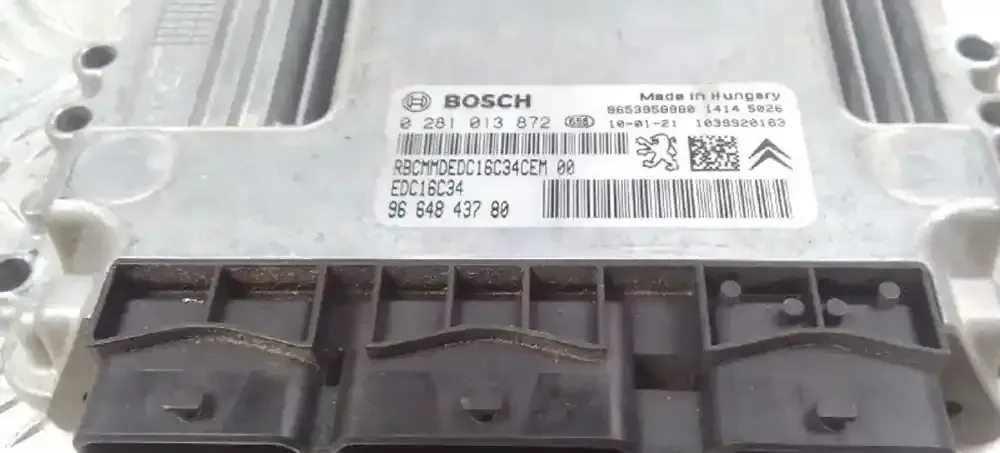 BOSCH
Made in Hungary
9653958980 1414 5026
0 281 013 872 10-01-21 1039920163
RBCMMDEDC16C34CEM 00
EDC16C34
96 648 437 80